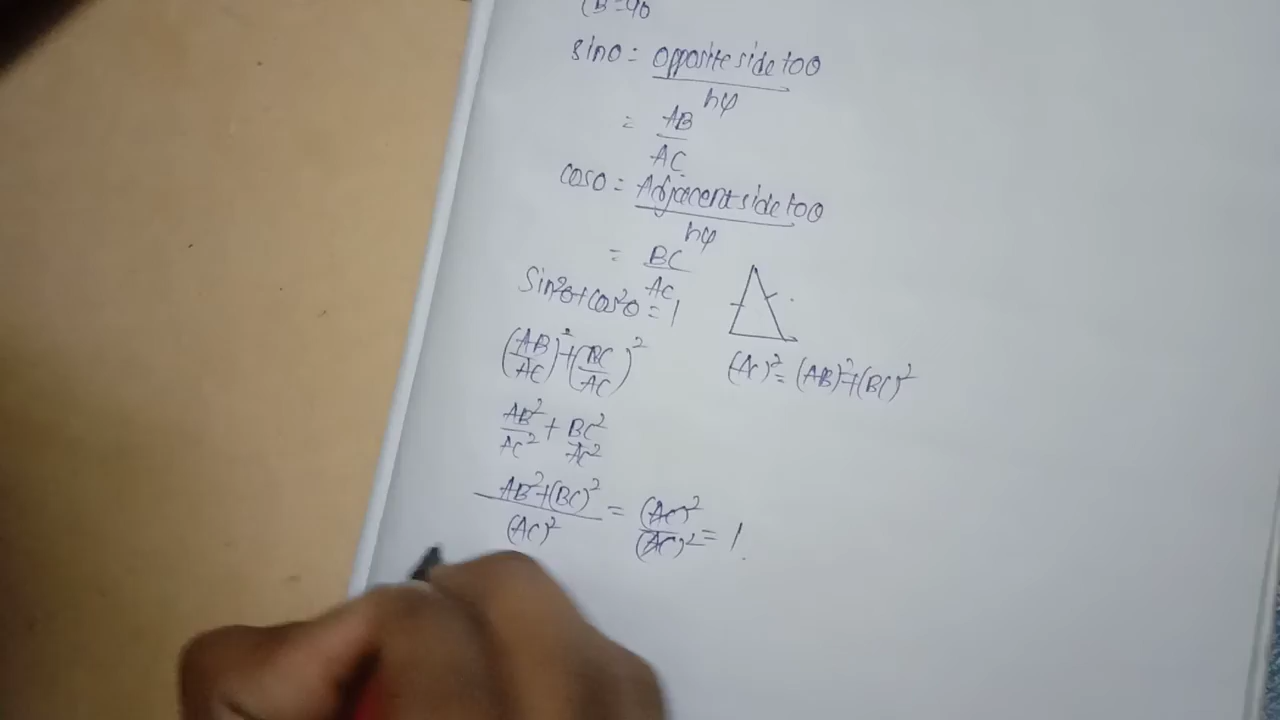 sinθ = opposite side to θ
hyp
= AB
AC
cosθ = Adjacent side to θ
hyp
= BC
AC
Sin²θ+cos²θ = 1
(AB/AC)²+(BC/AC)²
(AC)² = (AB)²+(BC)²
AB²/AC² + BC²/AC²
AB²+(BC)²/(AC)² = (AC)²/(AC)² = 1